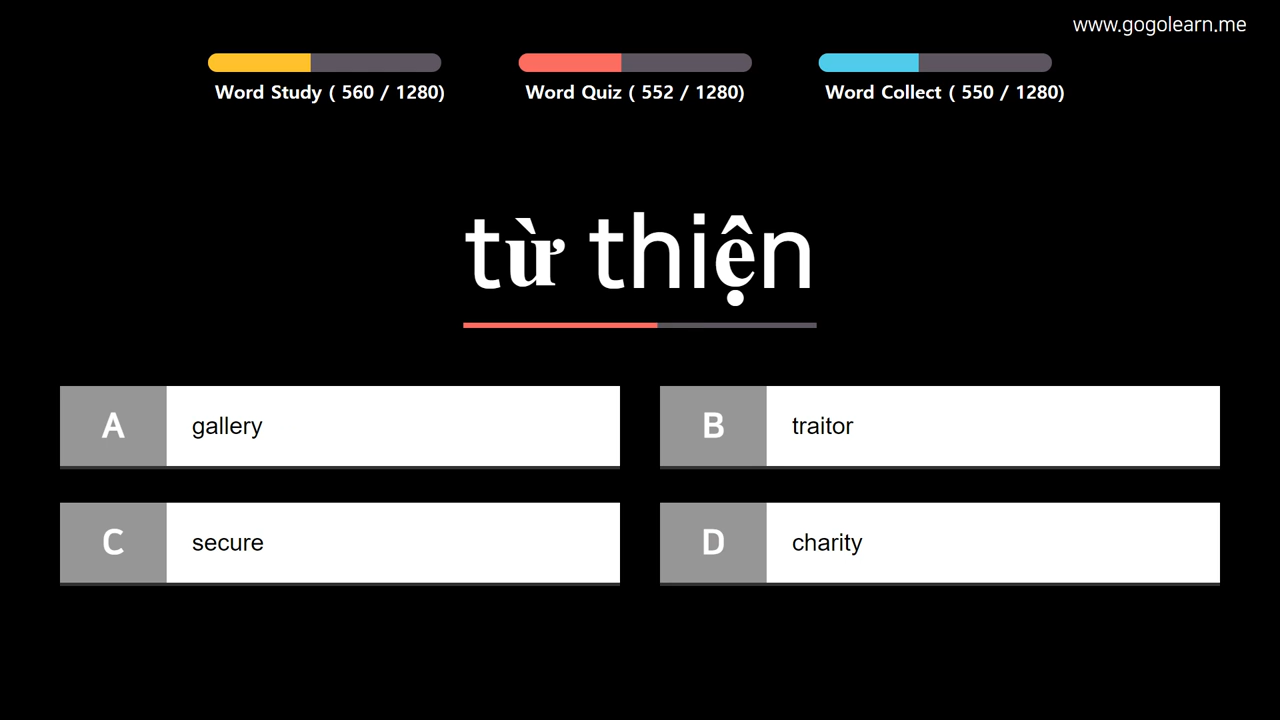 www.gogolearn.me
Word Study ( 560 / 1280)
Word Quiz ( 552 / 1280)
Word Collect ( 550 / 1280)
từ thiện
A gallery
B traitor
C secure
D charity